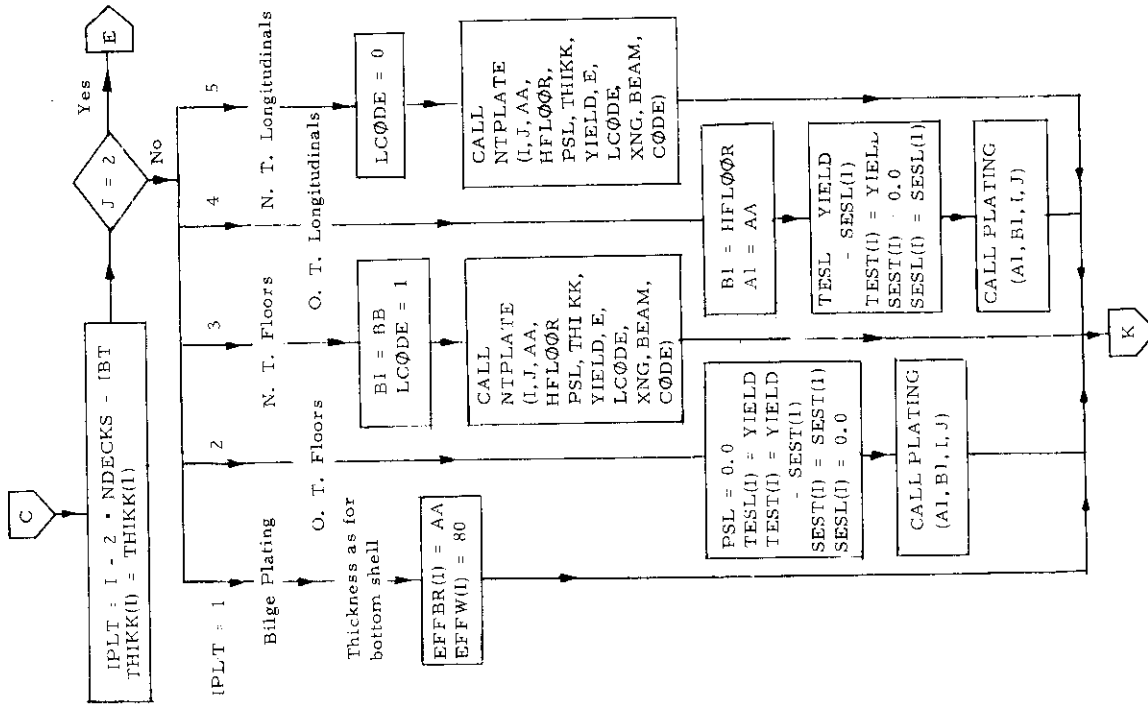 C
IPLT = I - 2 * NDECKS - IBT
THIKK(I) = THIKK(1)
J = 2
Yes
E
No
IPLT = 1
2
3
4
5
Bilge Plating
O. T. Floors
N. T. Floors
O. T. Longitudinals
N. T. Longitudinals
Thickness as for
bottom shell
EFFBR(I) = AA
EFFW(I) = 80
PSL = 0.0
TESL(I) = YIELD
TEST(I) = YIELD
- SEST(1)
SEST(I) = SEST(1)
SESL(I) = 0.0
CALL PLATING
(A1, B1, I, J)
B1 = BB
LCØDE = 1
CALL
NTPLATE
(I, J, AA,
HFLØØR
PSL, THIKK,
YIELD, E,
LCØDE,
XNG, BEAM,
CØDE)
B1 = HFLØØR
A1 = AA
TESL YIELD
- SESL(1)
TEST(I) = YIELD
SEST(I) 0.0
SESL(I) = SESL(1)
CALL PLATING
(A1, B1, I, J)
LCØDE = 0
CALL
NTPLATE
(I, J, AA,
HFLØØR,
PSL, THIKK,
YIELD, E,
LCØDE,
XNG, BEAM,
CØDE)
K